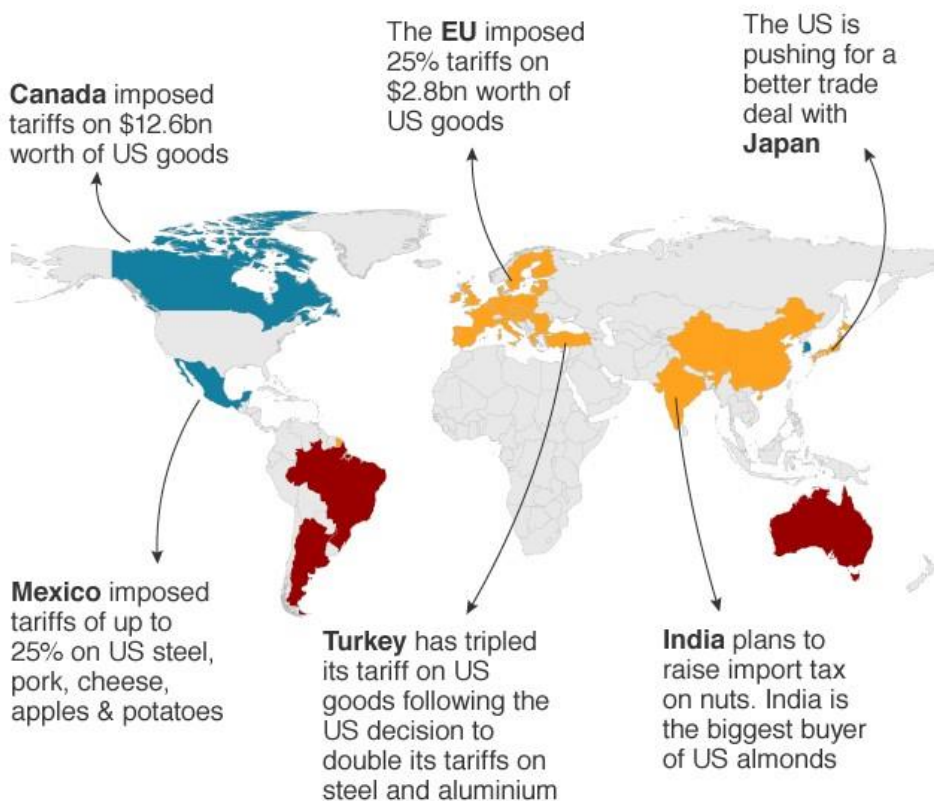 Canada imposed
tariffs on $12.6bn
worth of US goods
The EU imposed
25% tariffs on
$2.8bn worth of
US goods
The US is
pushing for a
better trade
deal with
Japan
Mexico imposed
tariffs of up to
25% on US steel,
pork, cheese,
apples & potatoes
Turkey has tripled
its tariff on US
goods following the
US decision to
double its tariffs on
steel and aluminium
India plans to
raise import tax
on nuts. India is
the biggest buyer
of US almonds